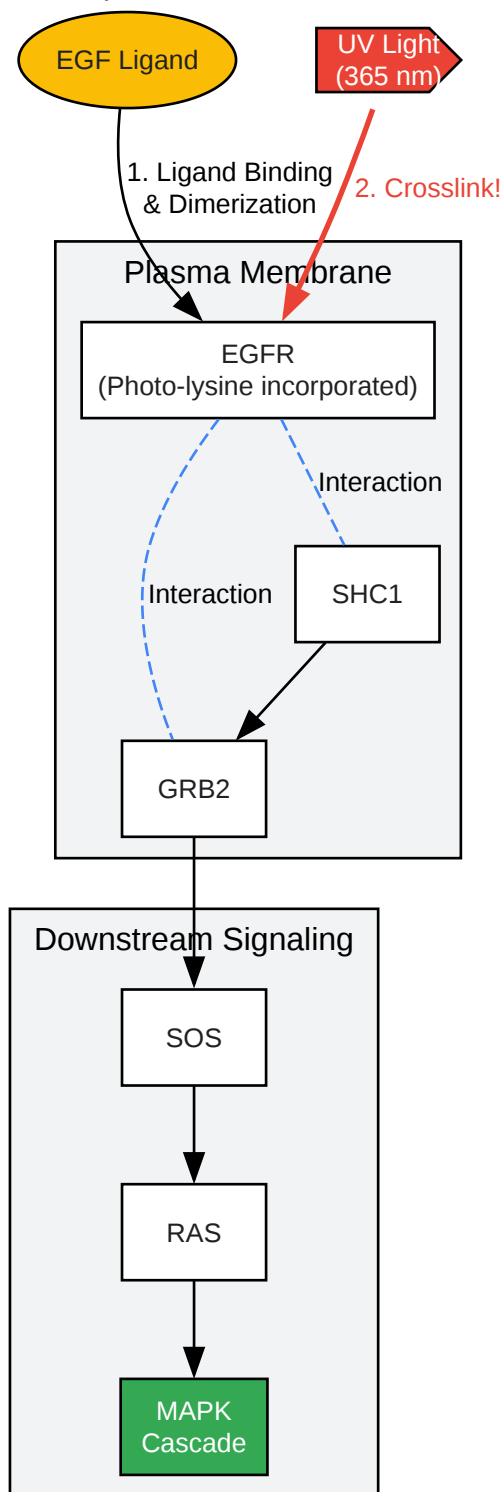 EGF Ligand
UV Light
(365 nm)
1. Ligand Binding
& Dimerization
2. Crosslink!
Plasma Membrane
EGFR
(Photo-lysine incorporated)
Interaction
Interaction
SHC1
GRB2
Downstream Signaling
SOS
RAS
MAPK
Cascade